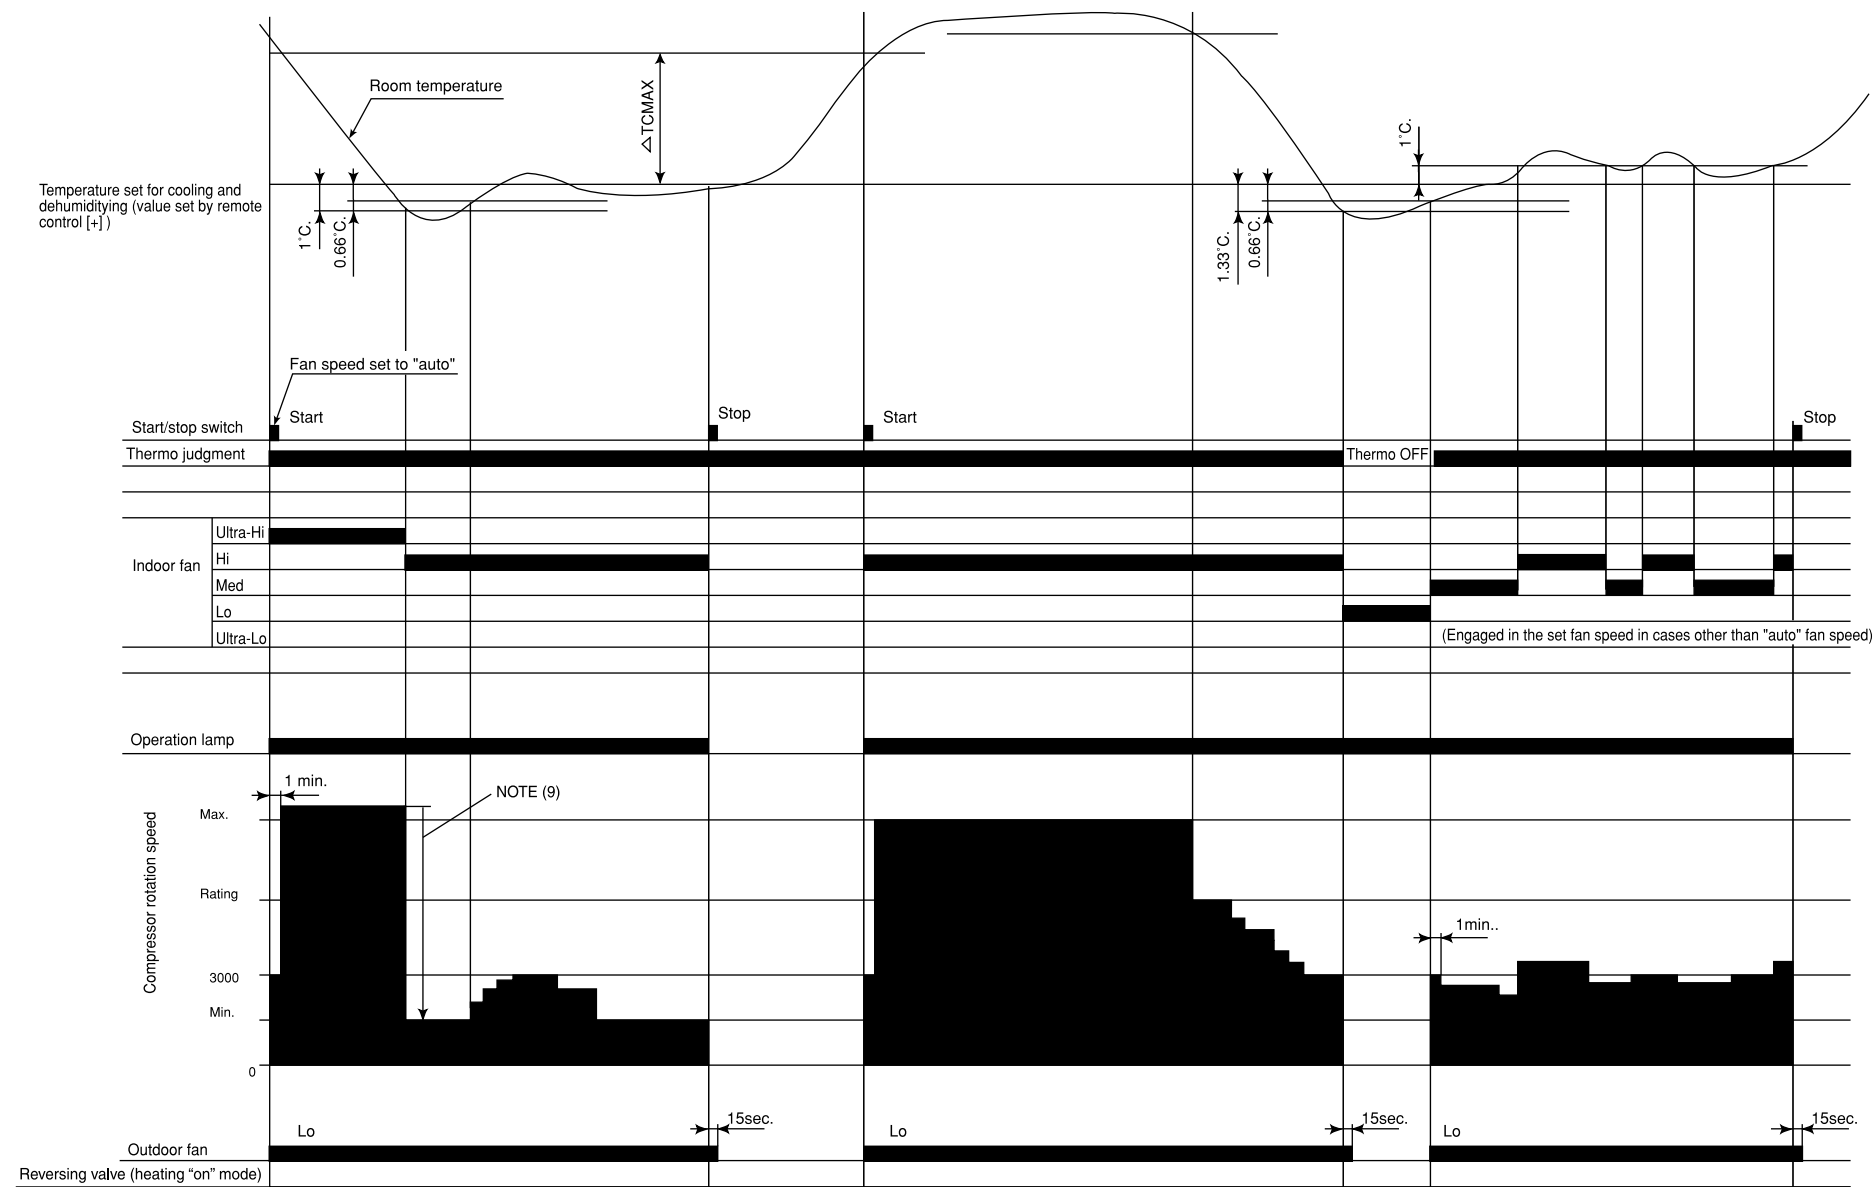 Room temperature
△TCMAX
1°C.
Temperature set for cooling and
dehumiditying (value set by remote
control [+] )
1°C.
0.66°C.
1.33°C.
0.66°C.
Fan speed set to "auto"
Start
Stop
Start
Stop
Start/stop switch
Thermo judgment
Thermo OFF
Indoor fan
Ultra-Hi
Hi
Med
Lo
Ultra-Lo
(Engaged in the set fan speed in cases other than "auto" fan speed)
Operation lamp
1 min.
NOTE (9)
Compressor rotation speed
Max.
Rating
3000
Min.
0
1min..
Lo
15sec.
Lo
15sec.
Lo
15sec.
Outdoor fan
Reversing valve (heating “on” mode)